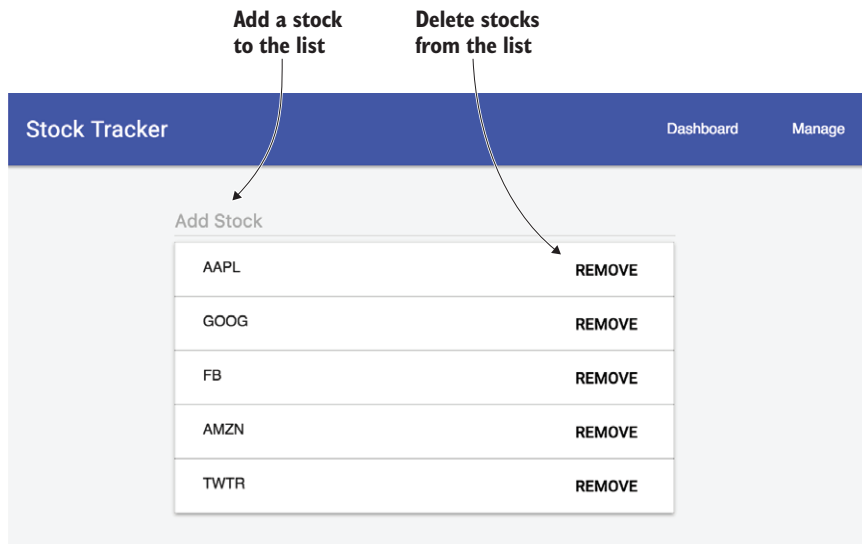 Add a stock
to the list
Delete stocks
from the list
Stock Tracker
Dashboard
Manage
Add Stock
AAPL
REMOVE
GOOG
REMOVE
FB
REMOVE
AMZN
REMOVE
TWTR
REMOVE